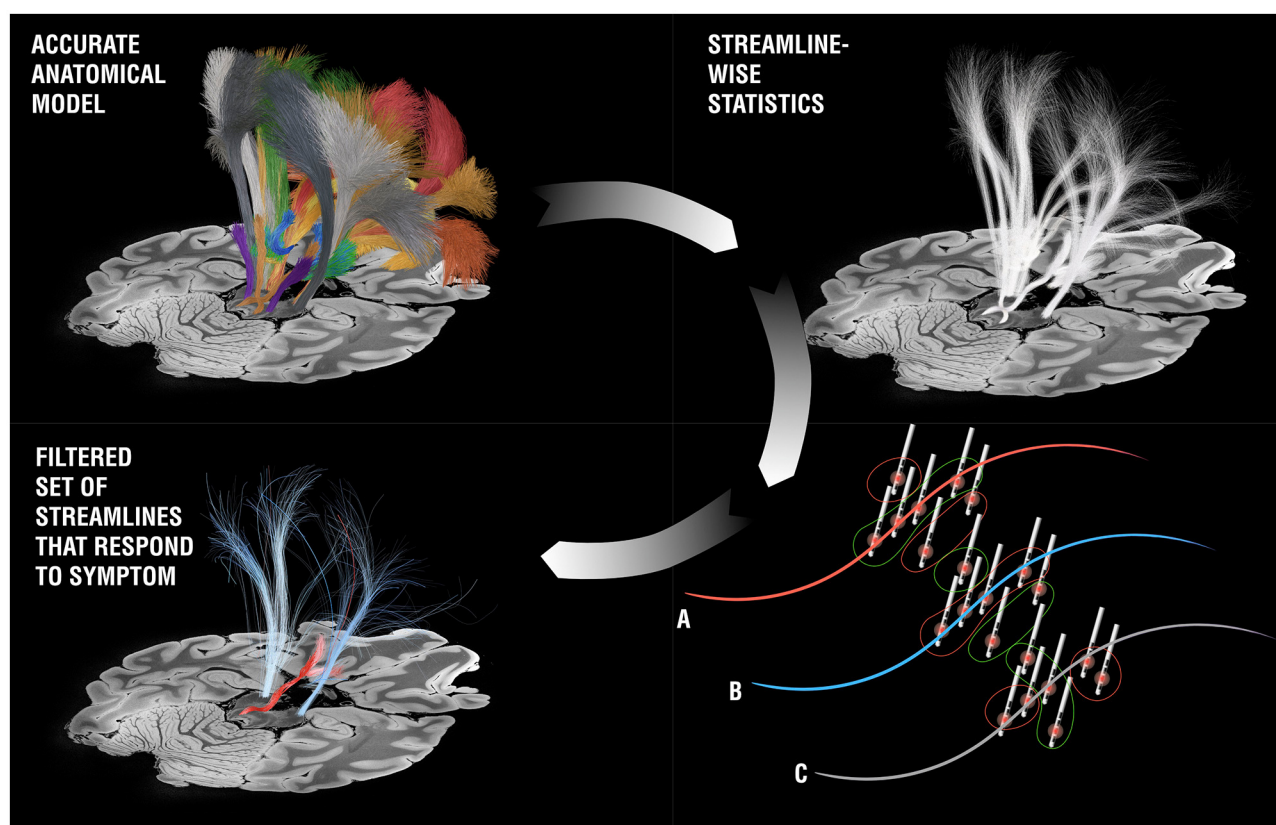 ACCURATE
ANATOMICAL
MODEL
STREAMLINE-
WISE
STATISTICS
FILTERED
SET OF
STREAMLINES
THAT RESPOND
TO SYMPTOM
A
B
C